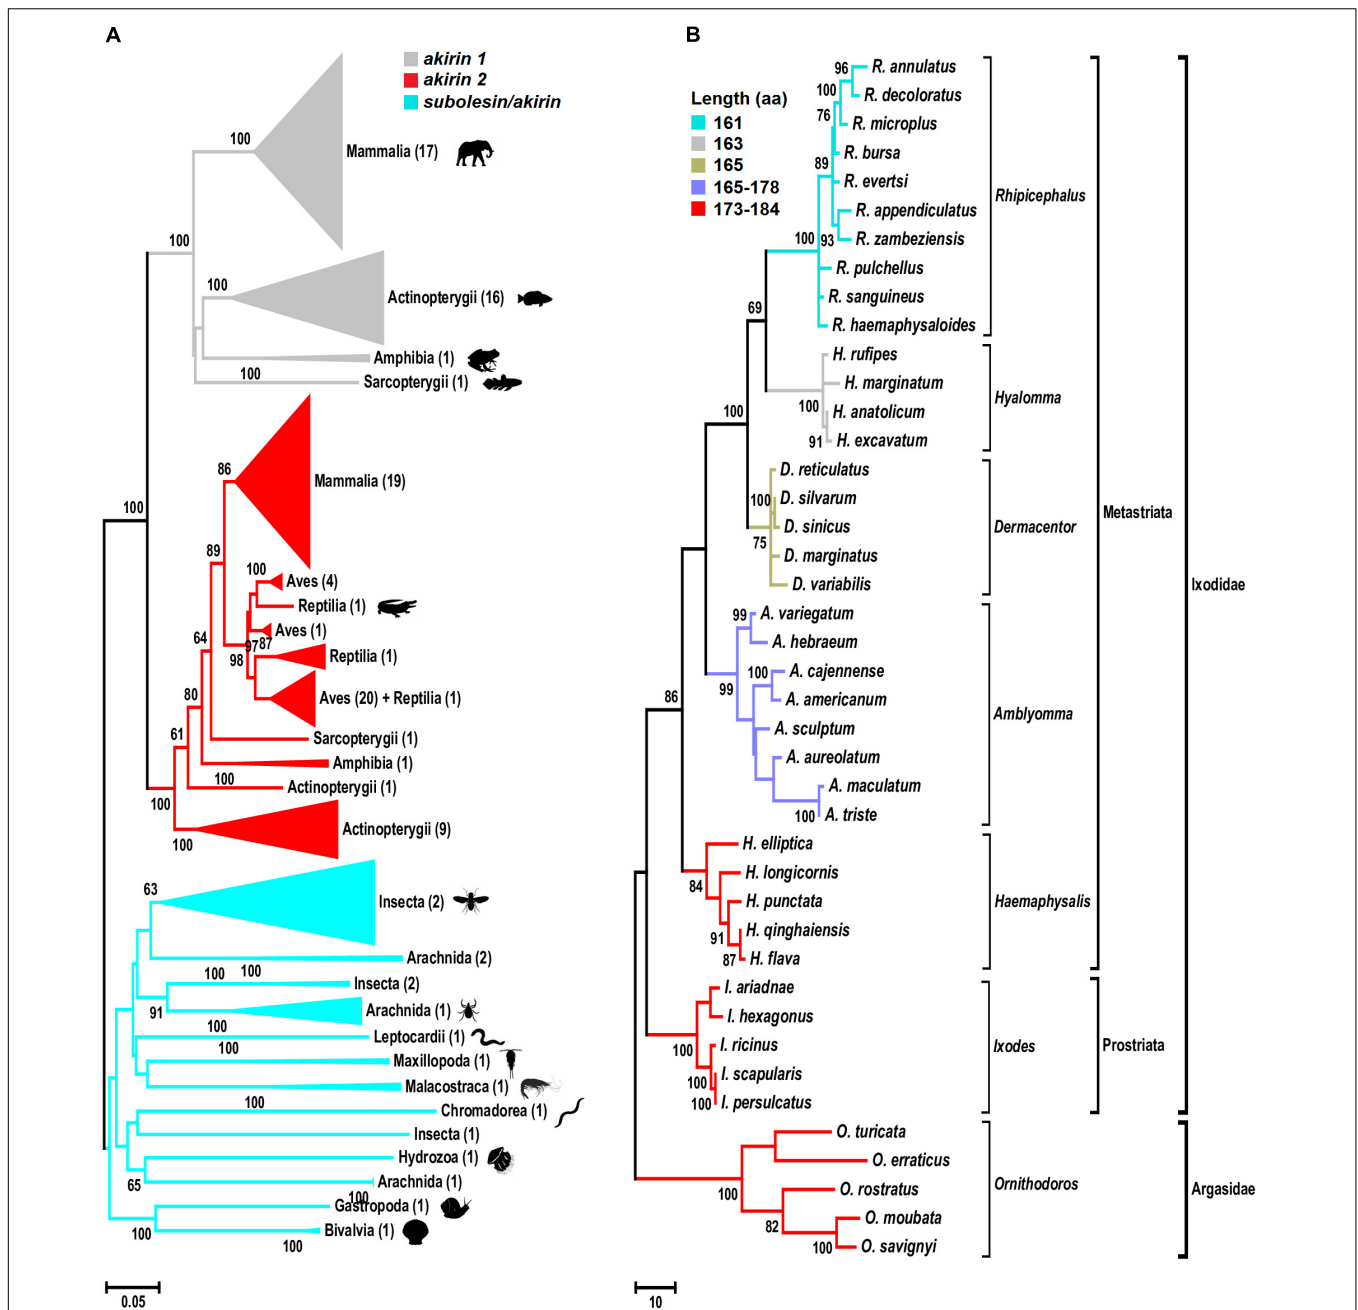 A
akirin 1
akirin 2
subolesin/akirin
100
Mammalia (17)
100
100
Actinopterygii (16)
Amphibia (1)
100
Sarcopterygii (1)
86
Mammalia (19)
100
89
100
Aves (4)
Reptilia (1)
Aves (1)
64
97
87
98
Reptilia (1)
80
Aves (20) + Reptilia (1)
61
Sarcopterygii (1)
Amphibia (1)
100
Actinopterygii (1)
100
Actinopterygii (9)
100
63
Insecta (2)
Arachnida (2)
100
100
Insecta (2)
91
Arachnida (1)
100
Leptocardii (1)
100
Maxillopoda (1)
Malacostraca (1)
100
Chromadorea (1)
Insecta (1)
Hydrozoa (1)
65
Arachnida (1)
100
Gastropoda (1)
100
Bivalvia (1)
100
0.05
B
Length (aa)
161
163
165
165-178
173-184
96
R. annulatus
100
R. decoloratus
76
R. microplus
R. bursa
89
R. evertsi
Rhipicephalus
R. appendiculatus
100
93
R. zambeziensis
R. pulchellus
R. sanguineus
69
R. haemaphysaloides
H. rufipes
H. marginatum
Hyalomma
100
H. anatolicum
100
91
H. excavatum
D. reticulatus
100
D. silvarum
D. sinicus
Dermacentor
Metastriata
75
D. marginatus
D. variabilis
Ixodidae
99
A. variegatum
A. hebraeum
100
A. cajennense
99
86
A. americanum
Amblyomma
A. sculptum
A. aureolatum
A. maculatum
100
A. triste
H. elliptica
84
H. longicornis
H. punctata
Haemaphysalis
91
H. qinghaiensis
87
H. flava
I. ariadnae
I. hexagonus
100
I. ricinus
Ixodes
Prostriata
100
I. scapularis
100
I. persulcatus
O. turicata
O. erraticus
100
O. rostratus
Ornithodoros
Argasidae
82
O. moubata
100
O. savignyi
10